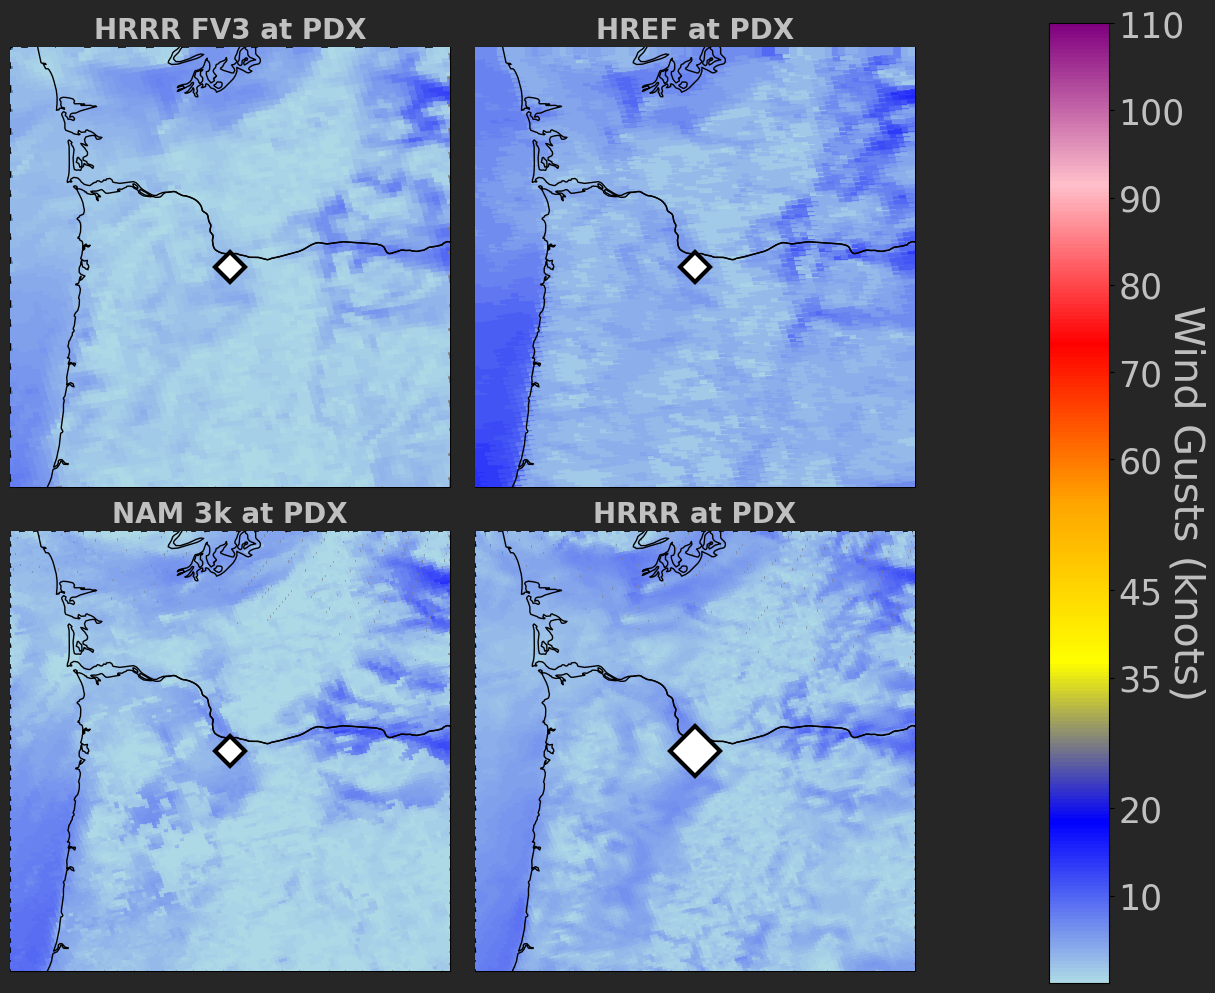 HRRR FV3 at PDX
HREF at PDX
NAM 3k at PDX
HRRR at PDX
110
100
90
80
70
60
45
35
20
10
Wind Gusts (knots)